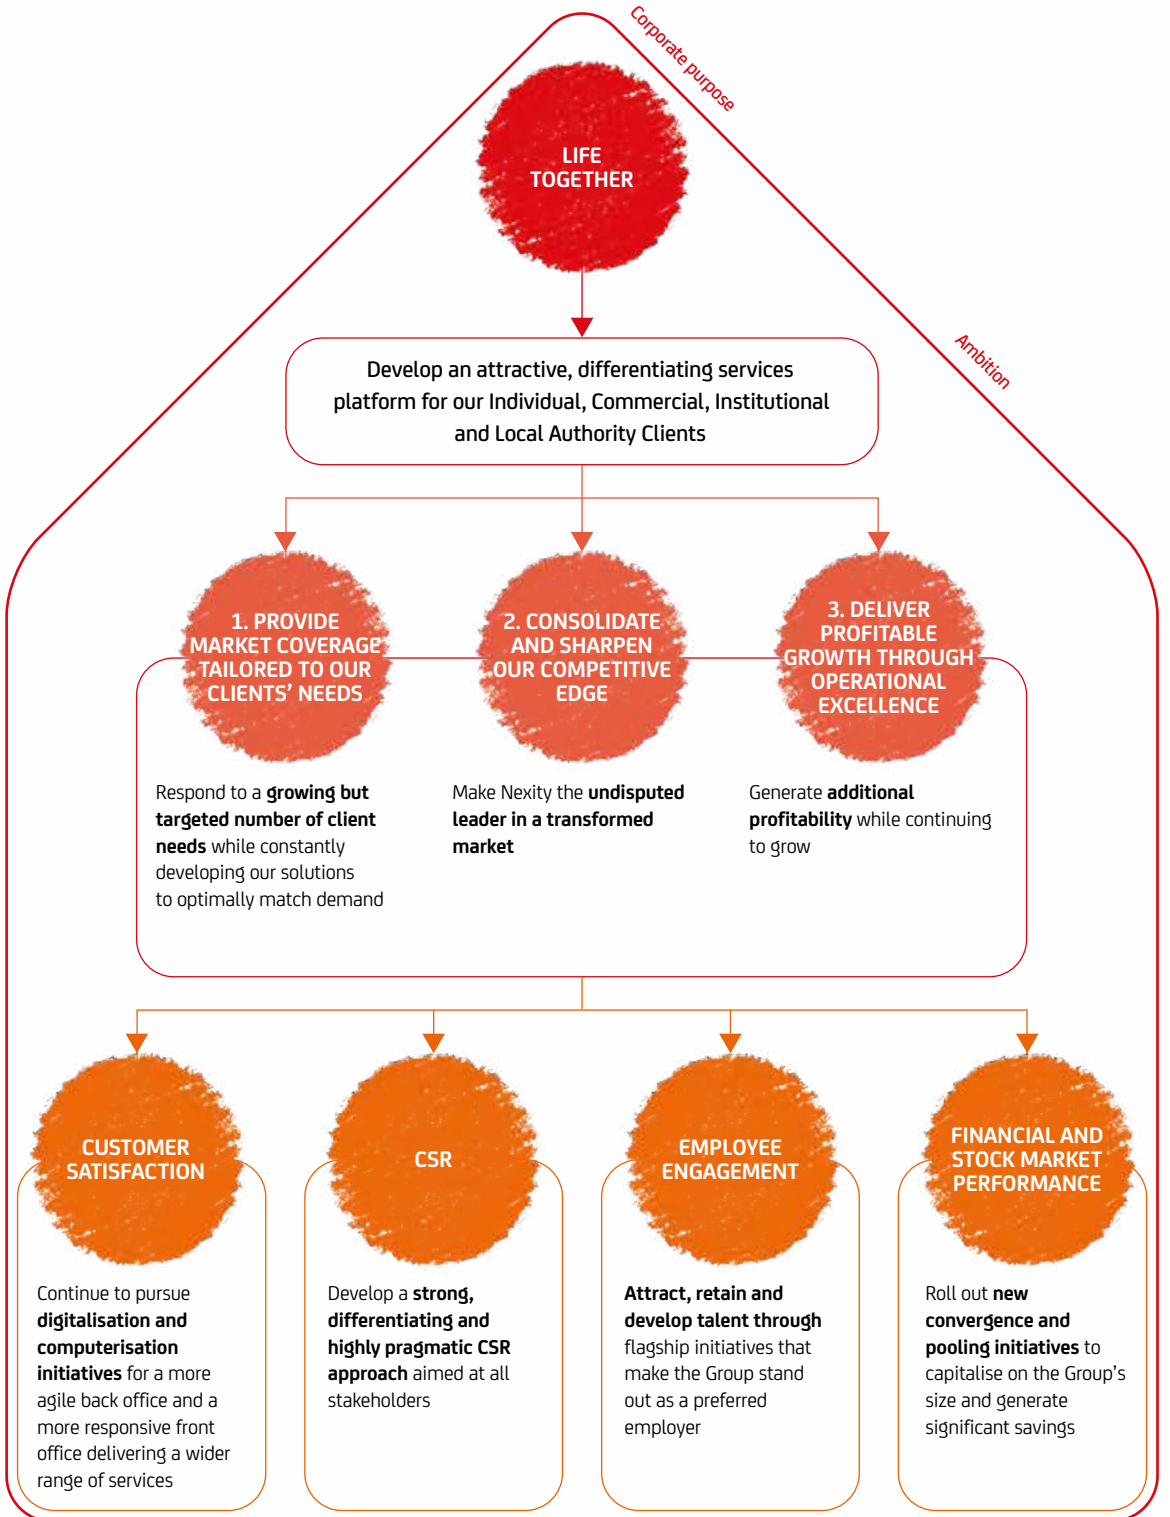 Corporate purpose
LIFE
TOGETHER
Ambition
Develop an attractive, differentiating services
platform for our Individual, Commercial, Institutional
and Local Authority Clients
1. PROVIDE
MARKET COVERAGE
TAILORED TO OUR
CLIENTS’ NEEDS
Respond to a growing but
targeted number of client
needs while constantly
developing our solutions
to optimally match demand
2. CONSOLIDATE
AND SHARPEN
OUR COMPETITIVE
EDGE
Make Nexity the undisputed
leader in a transformed
market
3. DELIVER
PROFITABLE
GROWTH THROUGH
OPERATIONAL
EXCELLENCE
Generate additional
profitability while continuing
to grow
CUSTOMER
SATISFACTION
Continue to pursue
digitalisation and
computerisation
initiatives for a more
agile back office and a
more responsive front
office delivering a wider
range of services
CSR
Develop a strong,
differentiating and
highly pragmatic CSR
approach aimed at all
stakeholders
EMPLOYEE
ENGAGEMENT
Attract, retain and
develop talent through
flagship initiatives that
make the Group stand
out as a preferred
employer
FINANCIAL AND
STOCK MARKET
PERFORMANCE
Roll out new
convergence and
pooling initiatives to
capitalise on the Group’s
size and generate
significant savings